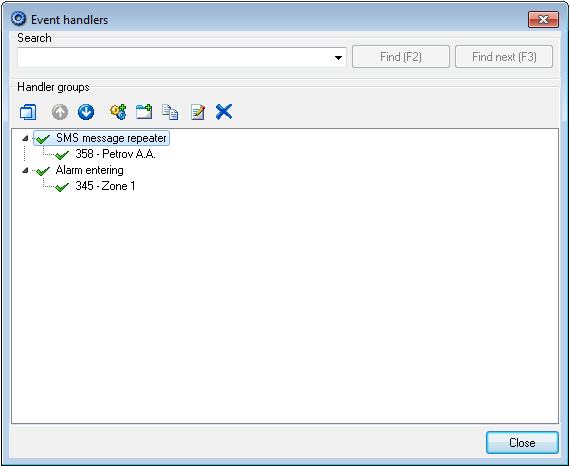 Event handlers
Search
Find (F2)
Find next (F3)
Handler groups
SMS message repeater
358 - Petrov A.A.
Alarm entering
345 - Zone 1
Close